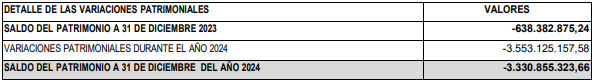 DETALLE DE LAS VARIACIONES PATRIMONIALES VALORES
SALDO DEL PATRIMONIO A 31 DE DICIEMBRE 2023 -638.382.875,24
VARIACIONES PATRIMONIALES DURANTE EL AÑO 2024 -3.553.125.157,58
SALDO DEL PATRIMONIO A 31 DE DICIEMBRE DEL AÑO 2024 -3.330.855.323,66